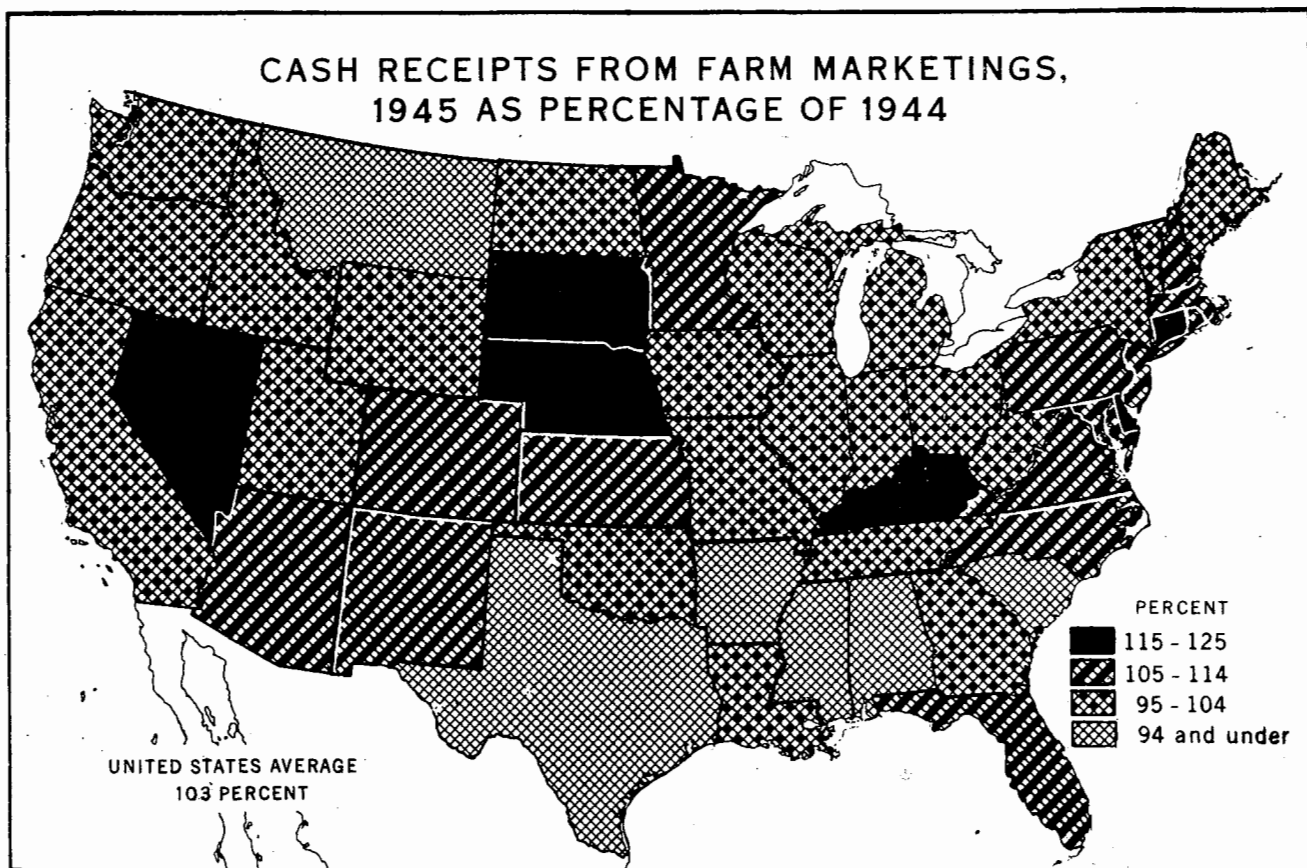 CASH RECEIPTS FROM FARM MARKETINGS,
1945 AS PERCENTAGE OF 1944
PERCENT
115 - 125
105 - 114
95 - 104
94 and under
UNITED STATES AVERAGE
103 PERCENT